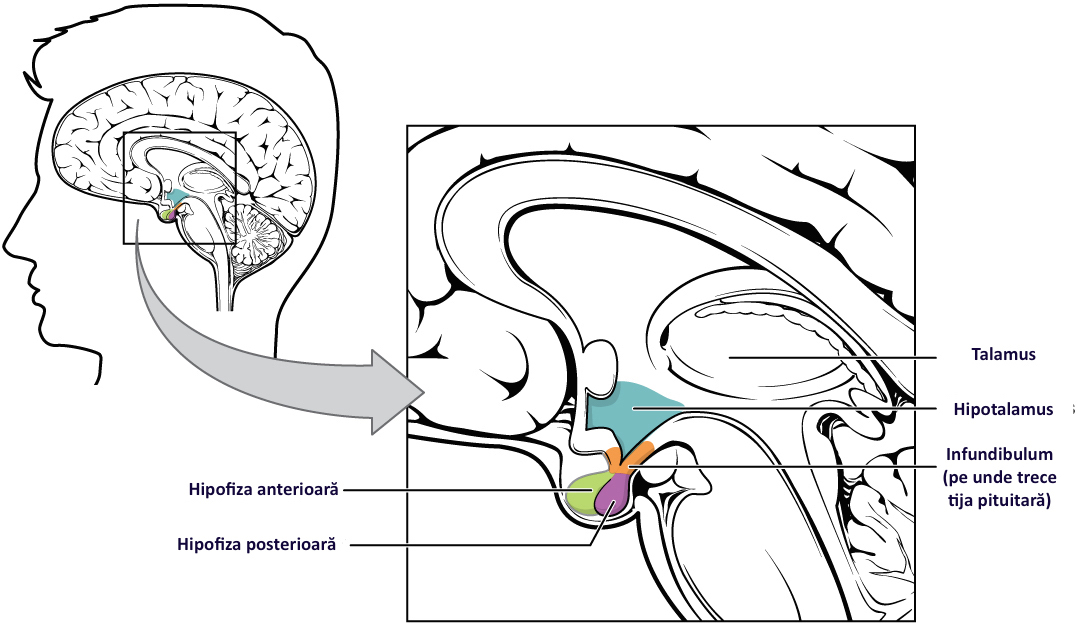 Talamus
Hipotalamus
Infundibulum
(pe unde trece
tija pituitară)
Hipofiza anterioară
Hipofiza posterioară